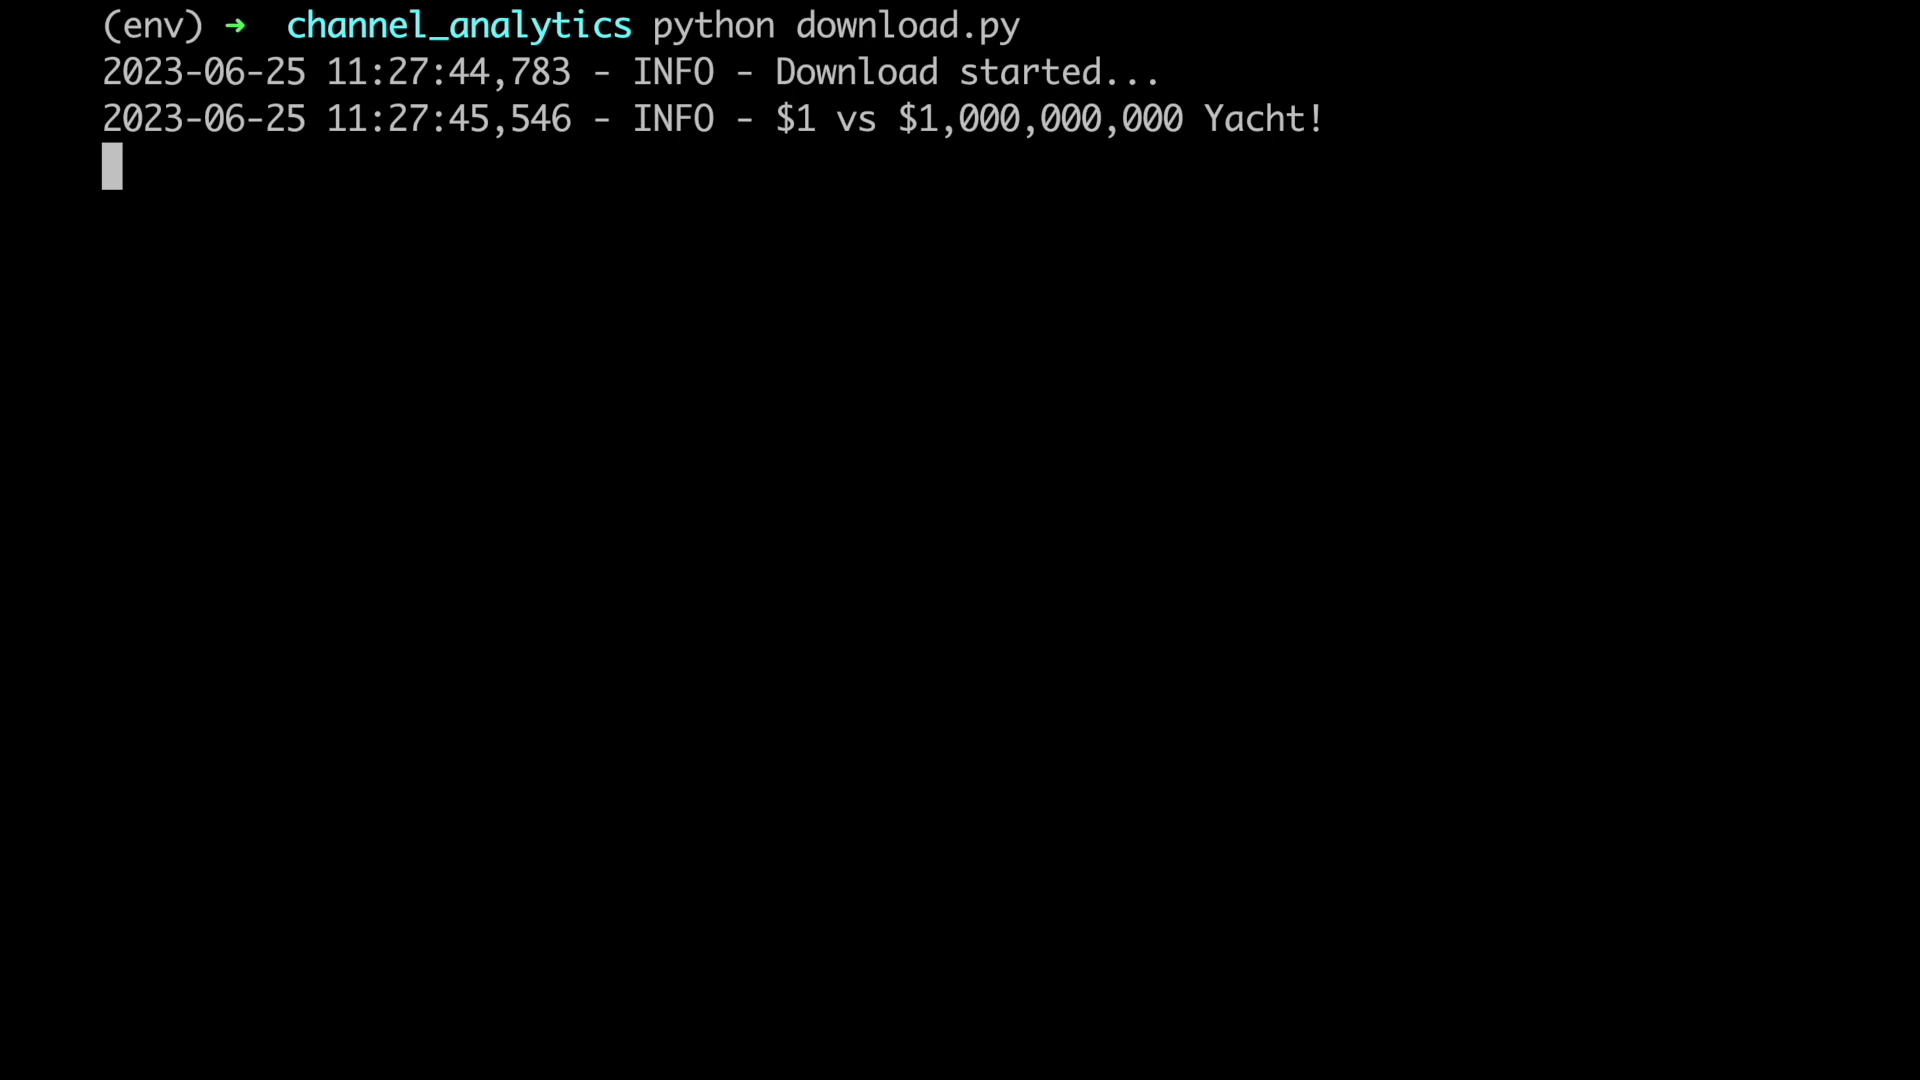 (env) ➜ channel_analytics python download.py
2023-06-25 11:27:44,783 - INFO - Download started...
2023-06-25 11:27:45,546 - INFO - $1 vs $1,000,000,000 Yacht!